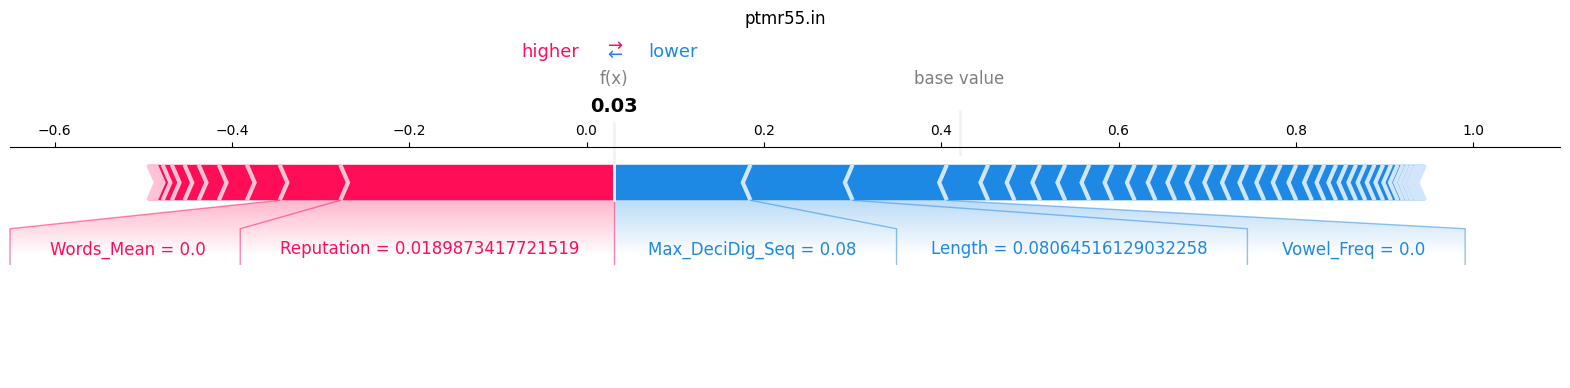 ptmr55.in
higher ⇄ lower
f(x) base value
0.03
−0.6 −0.4 −0.2 0.0 0.2 0.4 0.6 0.8 1.0
Words_Mean = 0.0 Reputation = 0.0189873417721519 Max_DeciDig_Seq = 0.08 Length = 0.08064516129032258 Vowel_Freq = 0.0